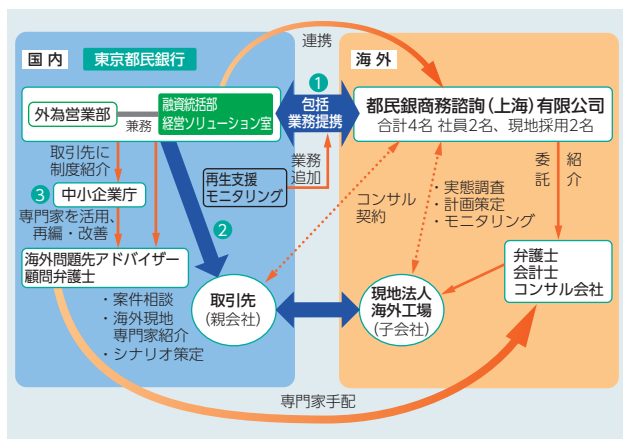 連携
国内
東京都民銀行
海外
外為営業部
兼務
融資統括部
経営ソリューション室
❶
包括
業務提携
都民銀商務諮詢（上海）有限公司
合計4名 社員2名、現地採用2名
取引先に
制度紹介
❸
中小企業庁
専門家を活用、
再編・改善
海外問題先アドバイザー
顧問弁護士
・案件相談
・海外現地
専門家紹介
・シナリオ策定
再生支援
モニタリング
業務
追加
❷
取引先
(親会社)
コンサル
契約
・実態調査
・計画策定
・モニタリング
委託
紹介
現地法人
海外工場
(子会社)
弁護士
会計士
コンサル会社
専門家手配